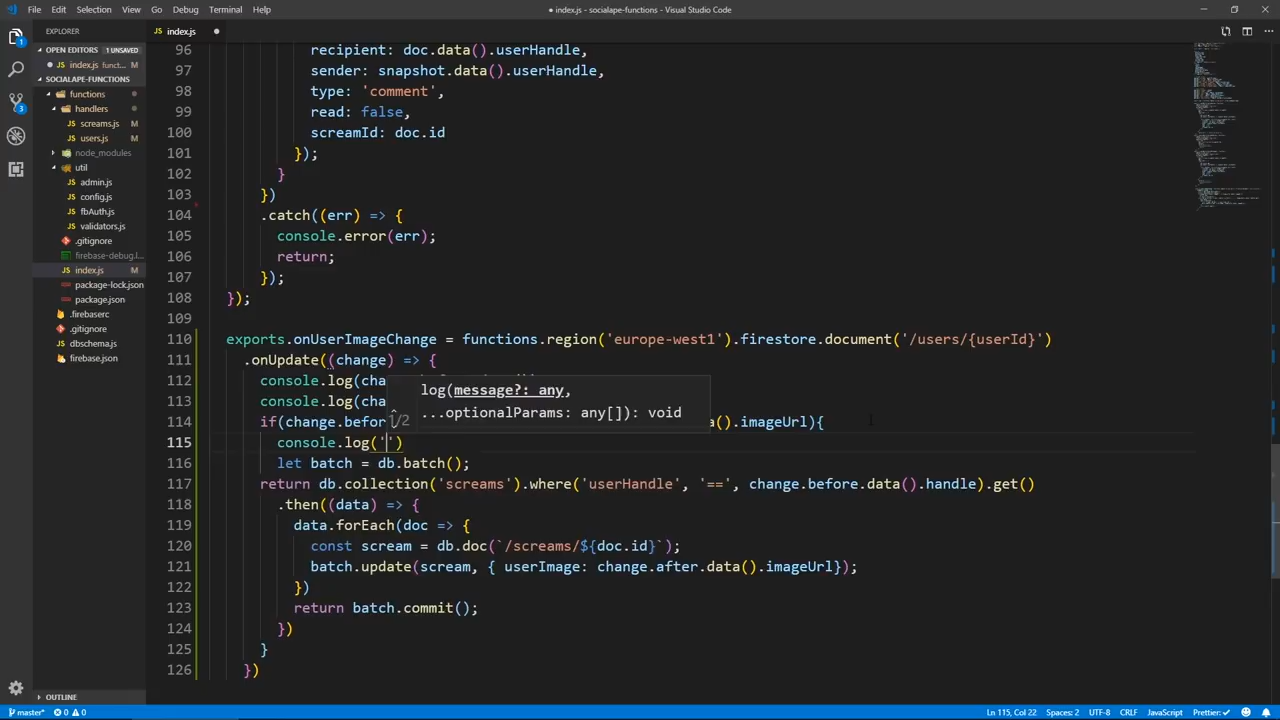 File Edit Selection View Go Debug Terminal Help
● index.js - socialape-functions - Visual Studio Code
EXPLORER
OPEN EDITORS 1 UNSAVED
index.js funct... M
SOCIALAPE-FUNCTIONS
functions
handlers
screams.js M
users.js M
node_modules
util
admin.js
config.js
fbAuth.js
validators.js
.gitignore
firebase-debug.l...
index.js M
package-lock.json
package.json
.firebaserc
.gitignore
dbschema.js
firebase.json
OUTLINE
index.js ●
96 recipient: doc.data().userHandle,
97 sender: snapshot.data().userHandle,
98 type: 'comment',
99 read: false,
100 screamId: doc.id
101 });
102 }
103 })
104 .catch((err) => {
105 console.error(err);
106 return;
107 });
108 });
109
110 exports.onUserImageChange = functions.region('europe-west1').firestore.document('/users/{userId}')
111 .onUpdate((change) => {
112 console.log(cha
113 console.log(cha
114 if(change.befor a().imageUrl){
115 console.log('')
116 let batch = db.batch();
117 return db.collection('screams').where('userHandle', '==', change.before.data().handle).get()
118 .then((data) => {
119 data.forEach(doc => {
120 const scream = db.doc(`/screams/${doc.id}`);
121 batch.update(scream, { userImage: change.after.data().imageUrl});
122 })
123 return batch.commit();
124 })
125 }
126 })
log(message?: any,
1/2 ...optionalParams: any[]): void
1
3
master* 0 0
Ln 115, Col 22 Spaces: 2 UTF-8 CRLF JavaScript Prettier: ✓